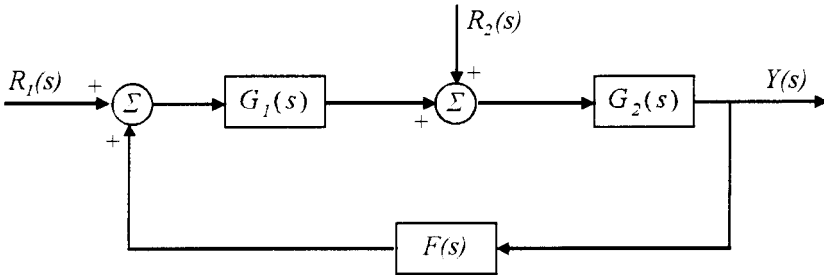 R₂(s)
R₁(s)
+
Σ
G₁(s)
+
Σ
G₂(s)
Y(s)
+
+
F(s)